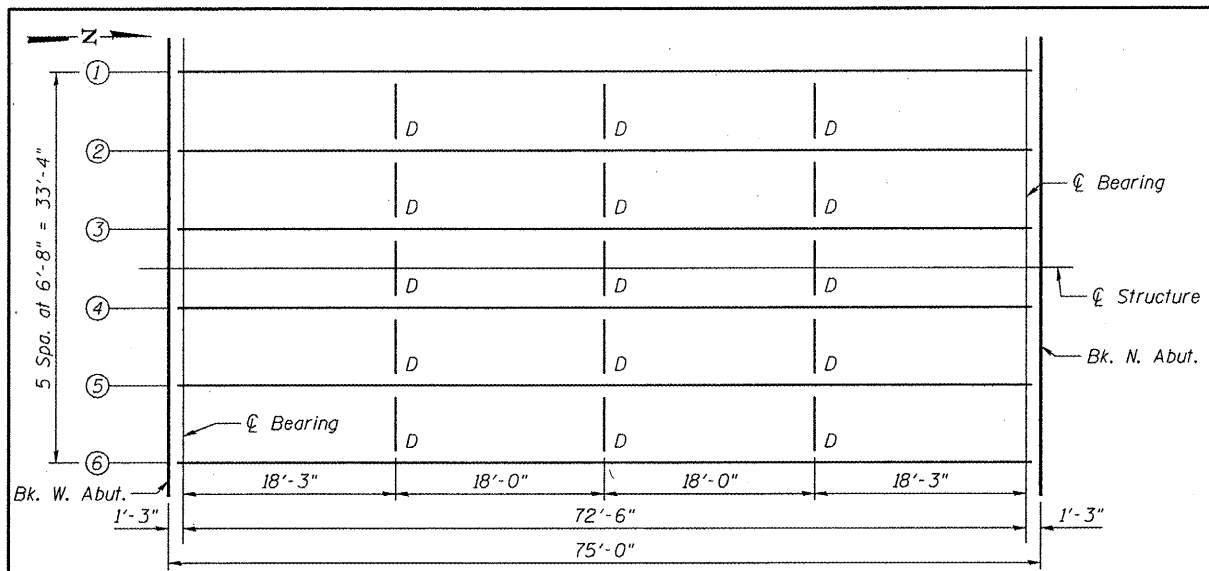 N
1
D D D
2
℄ Bearing
D D D
3
5 Spa. at 6'-8" = 33'-4"
D D D
℄ Structure
4
D D D
Bk. N. Abut.
5
℄ Bearing
D D D
6
Bk. W. Abut.
18'-3" 18'-0" 18'-0" 18'-3"
1'-3" 72'-6" 1'-3"
75'-0"